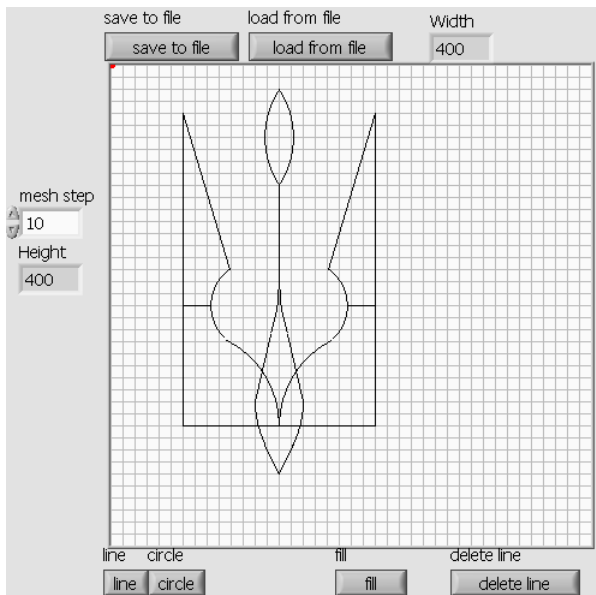 save to file load from file Width
save to file load from file 400
mesh step
10
Height
400
line circle fill delete line
line circle fill delete line